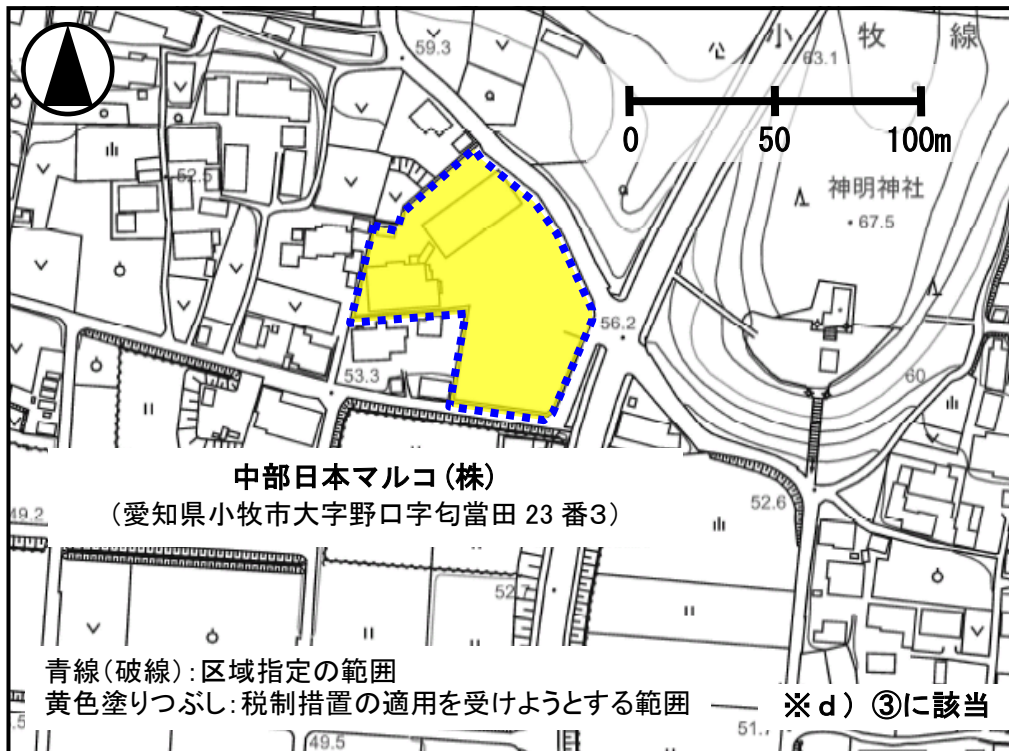 小牧線
59.3
63.1
0 50 100m
52.5
神明神社
67.5
56.2
53.3
60
中部日本マルコ(株)
(愛知県小牧市大字野口字匂當田 23 番3)
49.2
52.6
52.7
青線(破線):区域指定の範囲
黄色塗りつぶし:税制措置の適用を受けようとする範囲
※d) ③に該当
.5
49.5
51.7